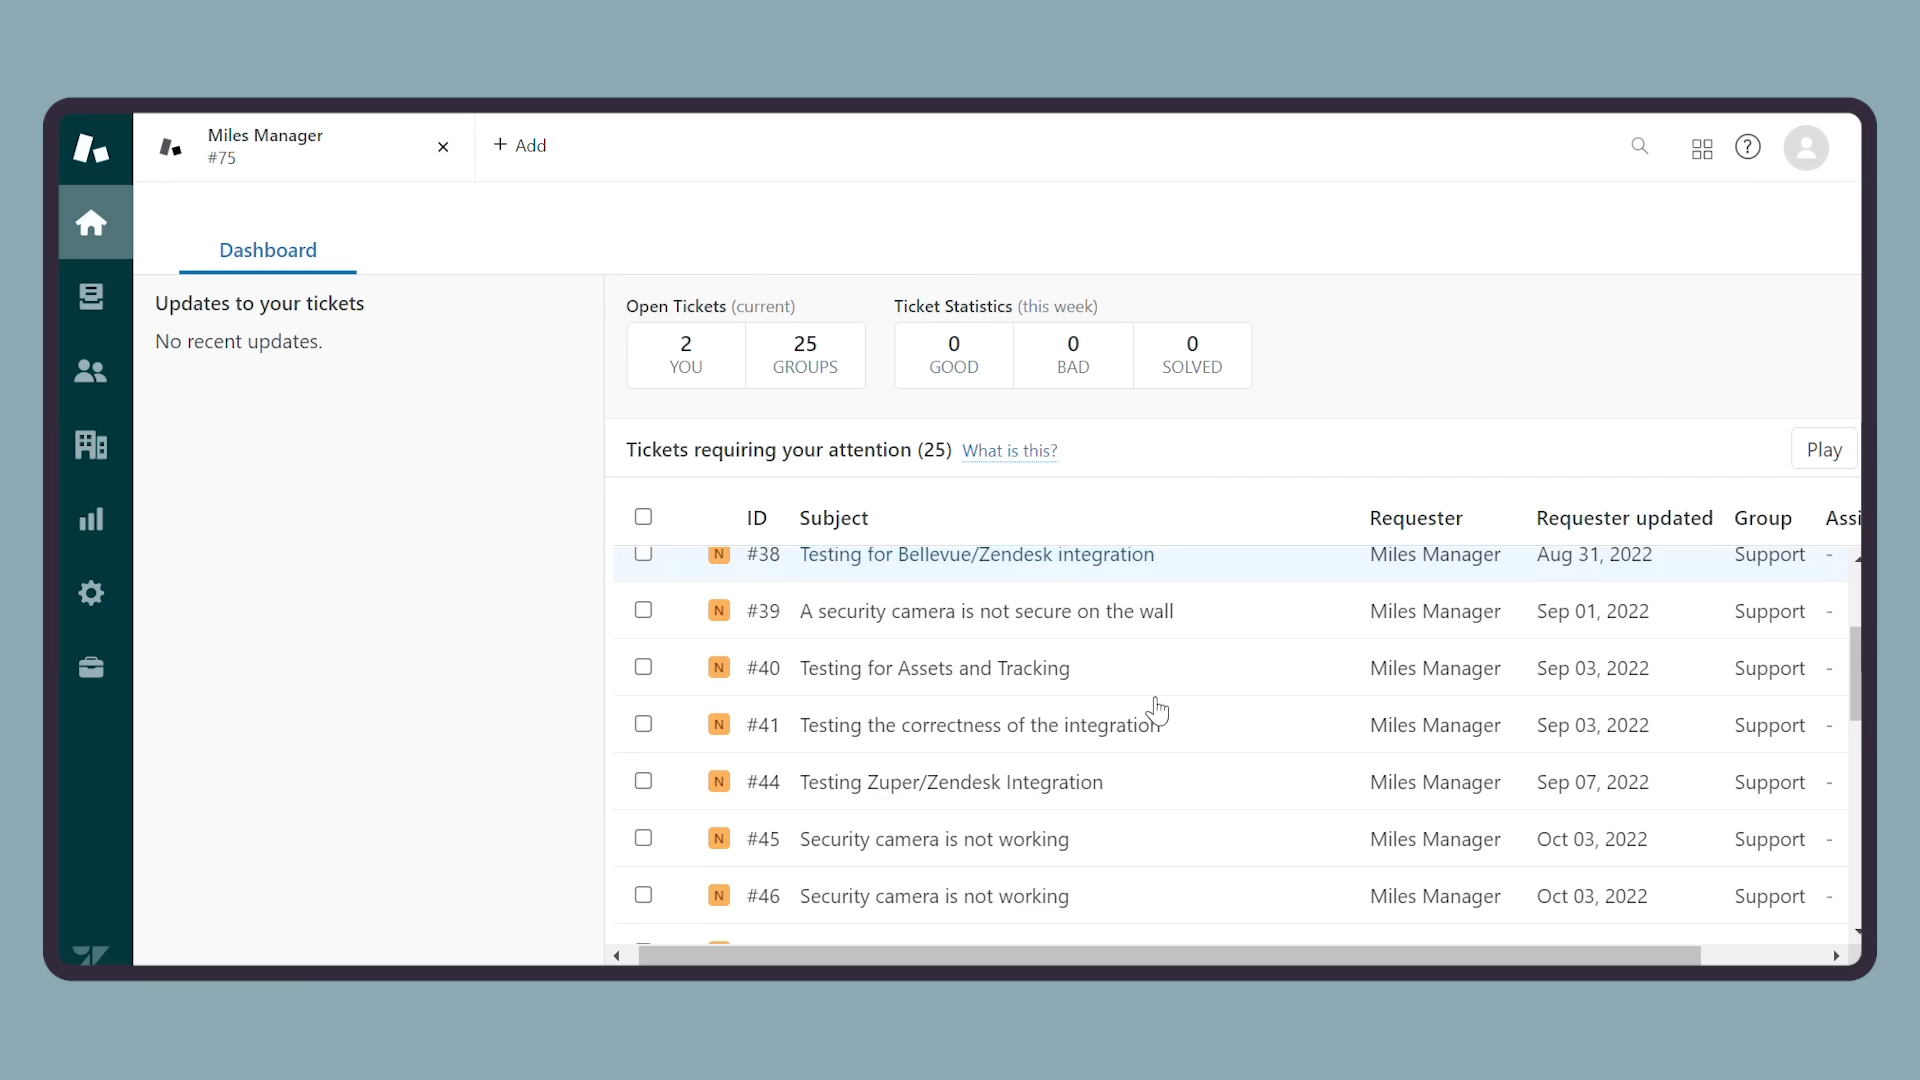 Miles Manager
#75
+ Add
Dashboard
Updates to your tickets
No recent updates.
Open Tickets (current)
2
YOU
25
GROUPS
Ticket Statistics (this week)
0
GOOD
0
BAD
0
SOLVED
Tickets requiring your attention (25) What is this?
Play
ID Subject Requester Requester updated Group Assi
N #38 Testing for Bellevue/Zendesk integration Miles Manager Aug 31, 2022 Support -
N #39 A security camera is not secure on the wall Miles Manager Sep 01, 2022 Support -
N #40 Testing for Assets and Tracking Miles Manager Sep 03, 2022 Support -
N #41 Testing the correctness of the integration Miles Manager Sep 03, 2022 Support -
N #44 Testing Zuper/Zendesk Integration Miles Manager Sep 07, 2022 Support -
N #45 Security camera is not working Miles Manager Oct 03, 2022 Support -
N #46 Security camera is not working Miles Manager Oct 03, 2022 Support -